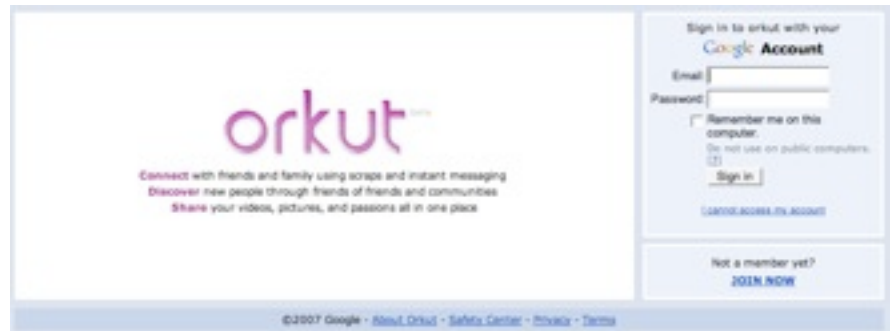 orkut beta
Connect with friends and family using scraps and instant messaging
Discover new people through friends of friends and communities
Share your videos, pictures, and passions all in one place
Sign in to orkut with your
Google Account
Email:
Password:
Remember me on this
computer.
Do not use on public computers.
[?]
Sign in
I cannot access my account
Not a member yet?
JOIN NOW
©2007 Google - About Orkut - Safety Center - Privacy - Terms